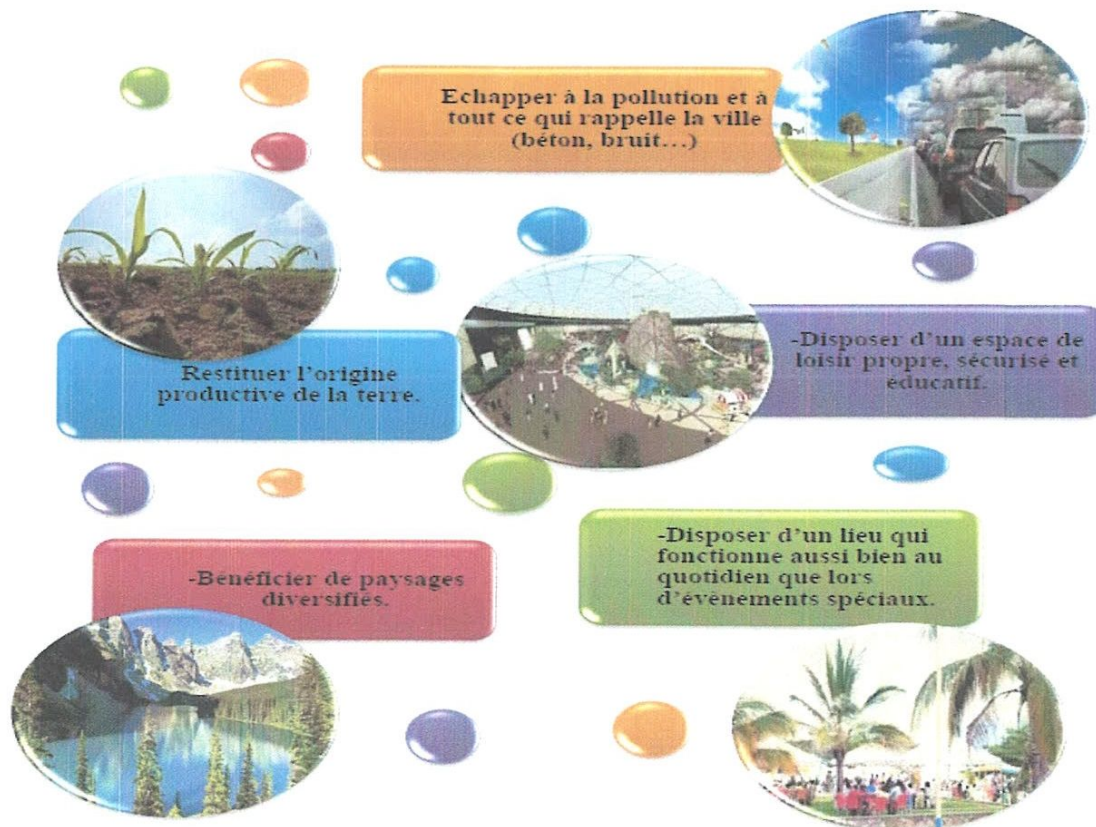 Echapper à la pollution et à
tout ce qui rappelle la ville
(béton, bruit…)
Restituer l'origine
productive de la terre.
-Disposer d'un espace de
loisir propre, sécurisé et
éducatif.
-Bénéficier de paysages
diversifiés.
-Disposer d'un lieu qui
fonctionne aussi bien au
quotidien que lors
d'événements spéciaux.